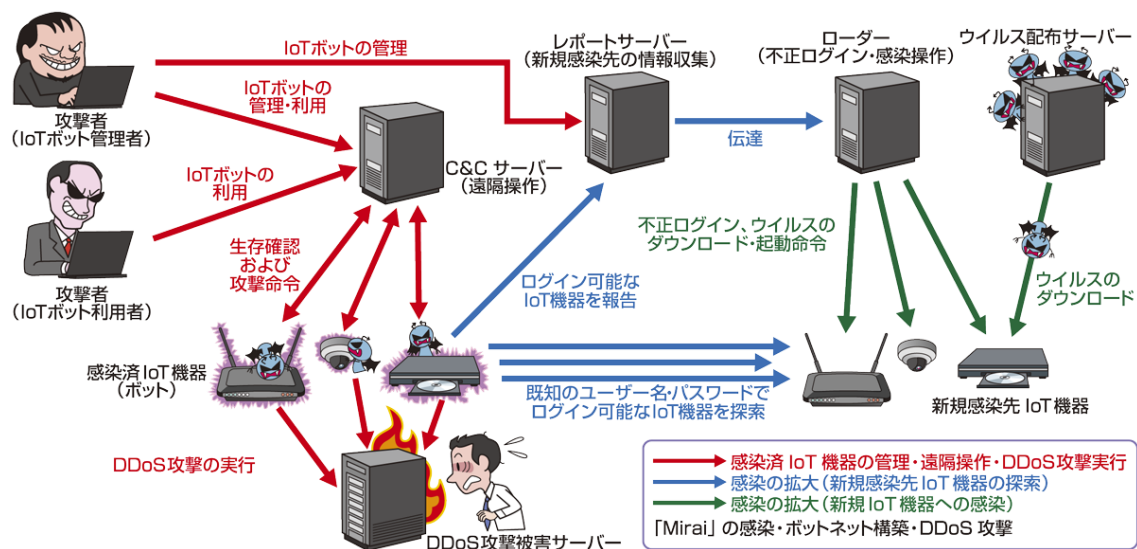 IoTボットの管理
レポートサーバー
(新規感染先の情報収集)
ローダー
(不正ログイン・感染操作)
ウイルス配布サーバー
攻撃者
(IoTボット管理者)
IoTボットの
管理・利用
伝達
C&C サーバー
(遠隔操作)
IoTボットの
利用
攻撃者
(IoTボット利用者)
生存確認
および
攻撃命令
ログイン可能な
IoT機器を報告
不正ログイン、ウイルスの
ダウンロード・起動命令
ウイルスの
ダウンロード
感染済 IoT 機器
(ボット)
既知のユーザー名・パスワードで
ログイン可能なIoT機器を探索
新規感染先 IoT 機器
DDoS攻撃の実行
DDoS攻撃被害サーバー
感染済 IoT 機器の管理・遠隔操作・DDoS攻撃実行
感染の拡大(新規感染先 IoT 機器の探索)
感染の拡大(新規 IoT 機器への感染)
「Mirai」の感染・ボットネット構築・DDoS 攻撃